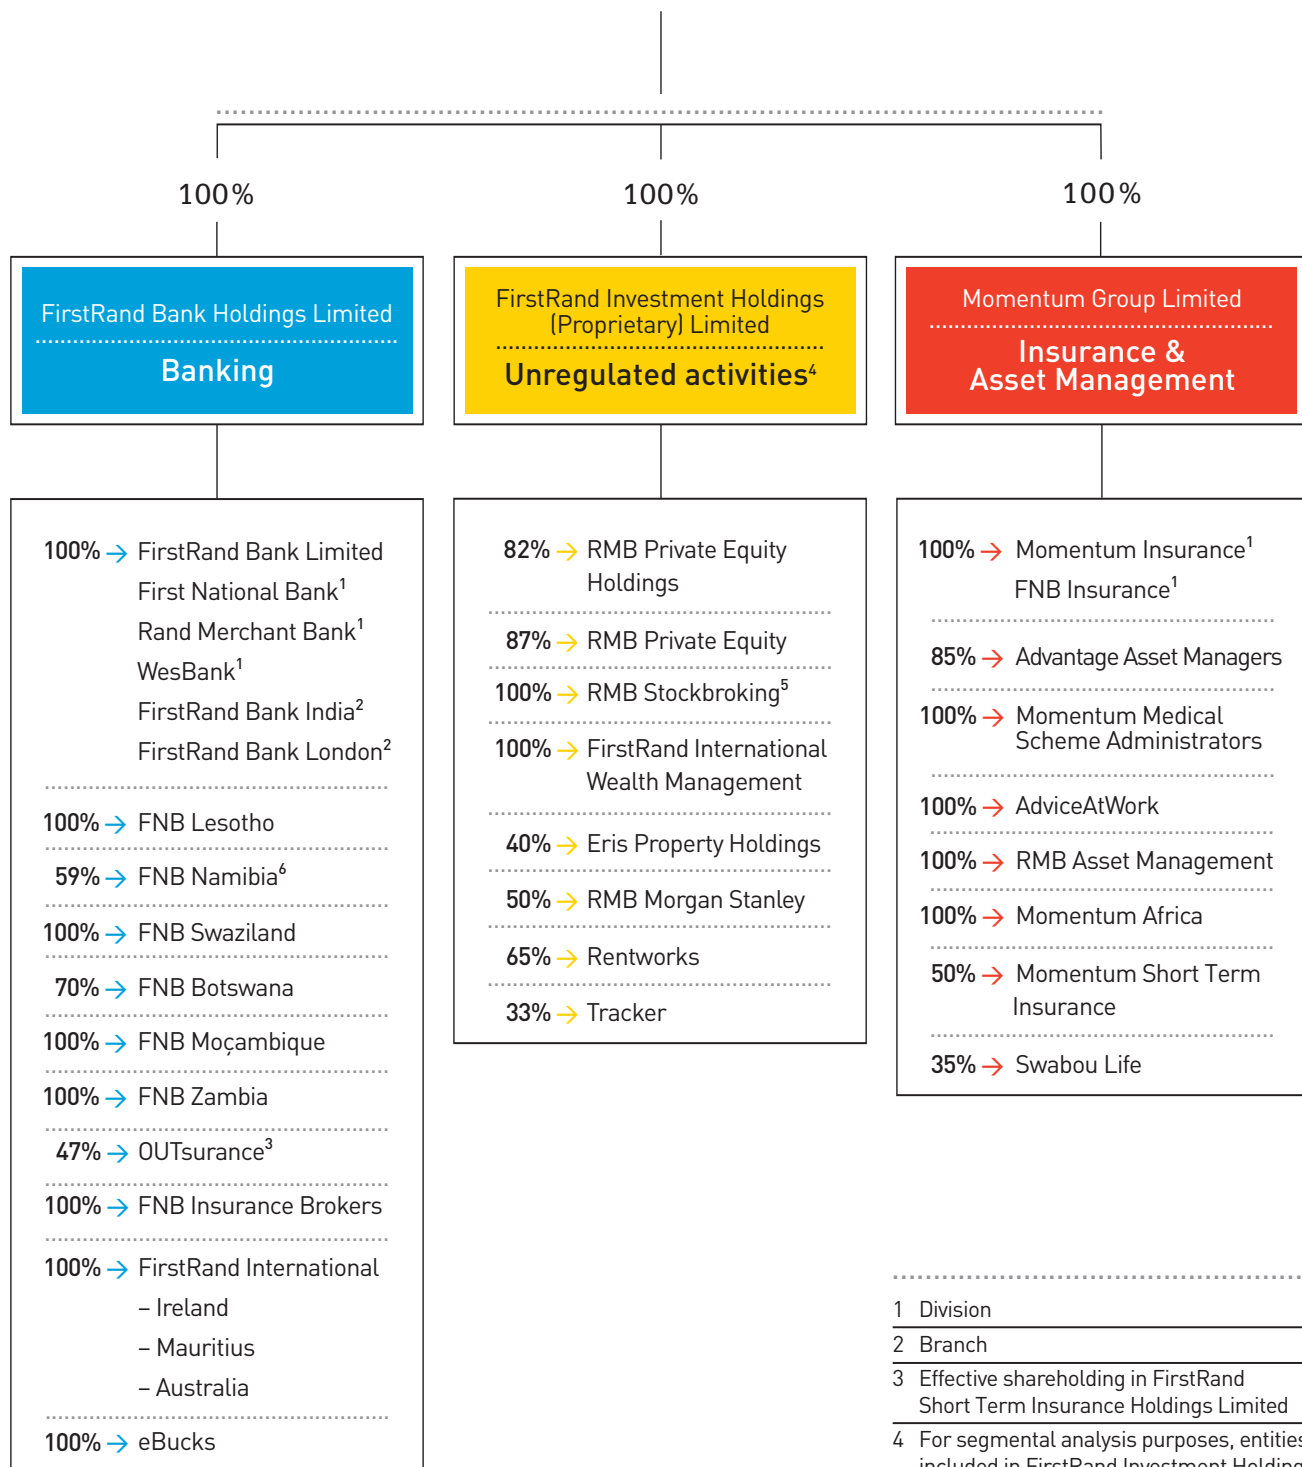 100%
100%
100%
FirstRand Bank Holdings Limited
Banking
FirstRand Investment Holdings
(Proprietary) Limited
Unregulated activities⁴
Momentum Group Limited
Insurance &
Asset Management
100% → FirstRand Bank Limited
First National Bank¹
Rand Merchant Bank¹
WesBank¹
FirstRand Bank India²
FirstRand Bank London²
100% → FNB Lesotho
59% → FNB Namibia⁶
100% → FNB Swaziland
70% → FNB Botswana
100% → FNB Moçambique
100% → FNB Zambia
47% → OUTsurance³
100% → FNB Insurance Brokers
100% → FirstRand International
– Ireland
– Mauritius
– Australia
100% → eBucks
82% → RMB Private Equity
Holdings
87% → RMB Private Equity
100% → RMB Stockbroking⁵
100% → FirstRand International
Wealth Management
40% → Eris Property Holdings
50% → RMB Morgan Stanley
65% → Rentworks
33% → Tracker
100% → Momentum Insurance¹
FNB Insurance¹
85% → Advantage Asset Managers
100% → Momentum Medical
Scheme Administrators
100% → AdviceAtWork
100% → RMB Asset Management
100% → Momentum Africa
50% → Momentum Short Term
Insurance
35% → Swabou Life
1 Division
2 Branch
3 Effective shareholding in FirstRand
Short Term Insurance Holdings Limited
4 For segmental analysis purposes, entities
included in FirstRand Investment Holding